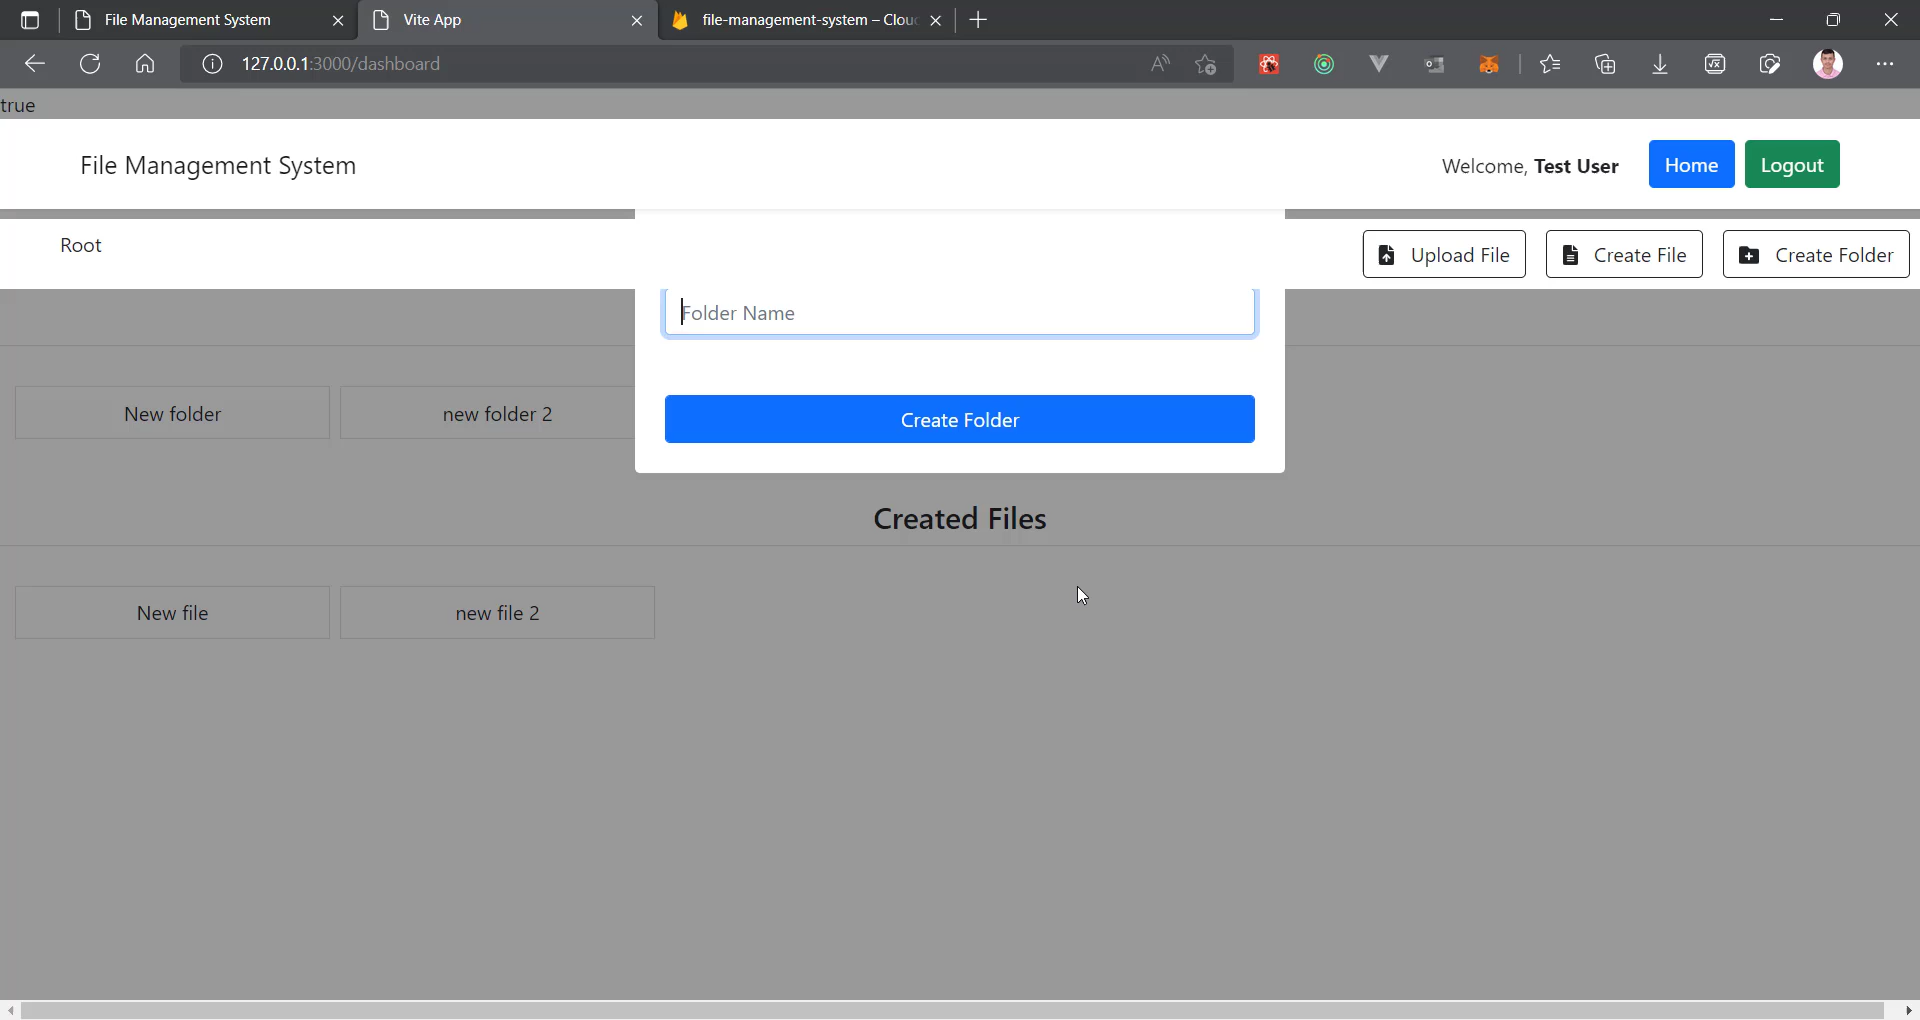 File Management System
Vite App
file-management-system – Clou
127.0.0.1:3000/dashboard
true
File Management System
Welcome, Test User
Home
Logout
Root
Upload File
Create File
Create Folder
Folder Name
New folder
new folder 2
Create Folder
Created Files
New file
new file 2